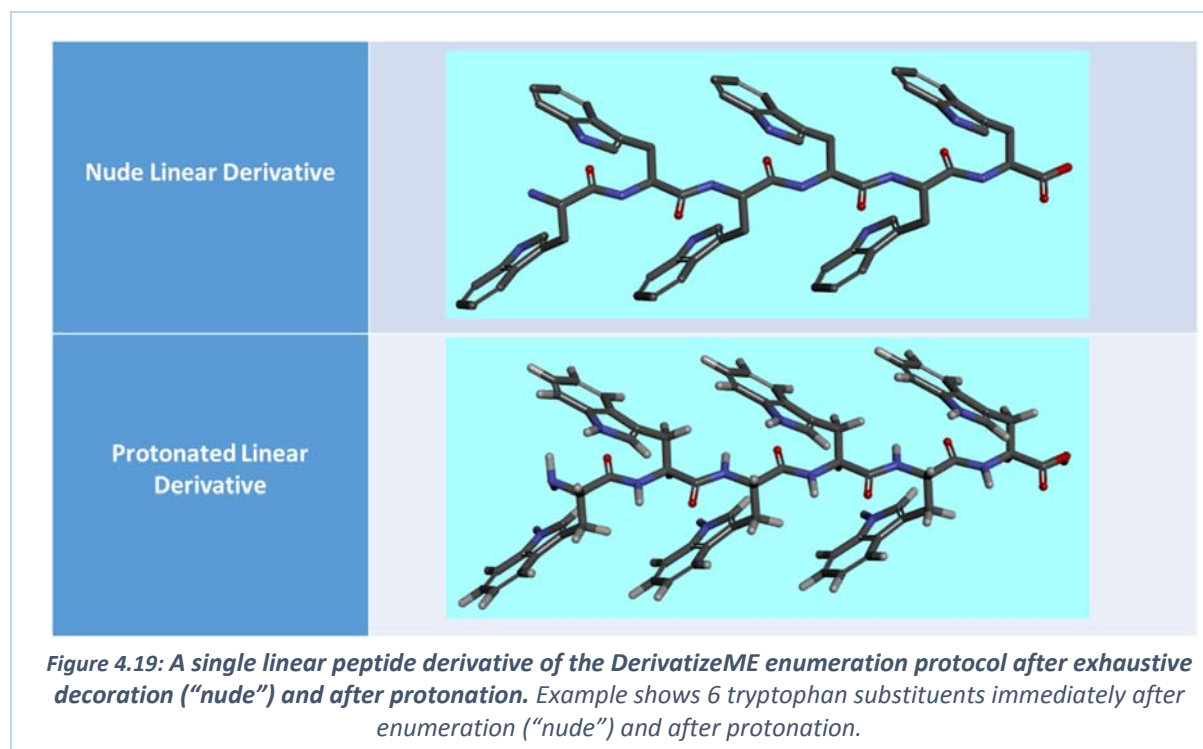 Nude Linear Derivative
Protonated Linear
Derivative
Figure 4.19: A single linear peptide derivative of the DerivatizeME enumeration protocol after exhaustive
decoration (“nude”) and after protonation. Example shows 6 tryptophan substituents immediately after
enumeration (“nude”) and after protonation.